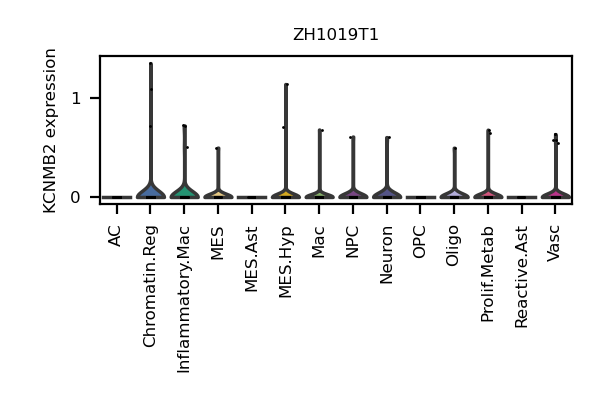 ZH1019T1
KCNMB2 expression
1
0
AC
Chromatin.Reg
Inflammatory.Mac
MES
MES.Ast
MES.Hyp
Mac
NPC
Neuron
OPC
Oligo
Prolif.Metab
Reactive.Ast
Vasc